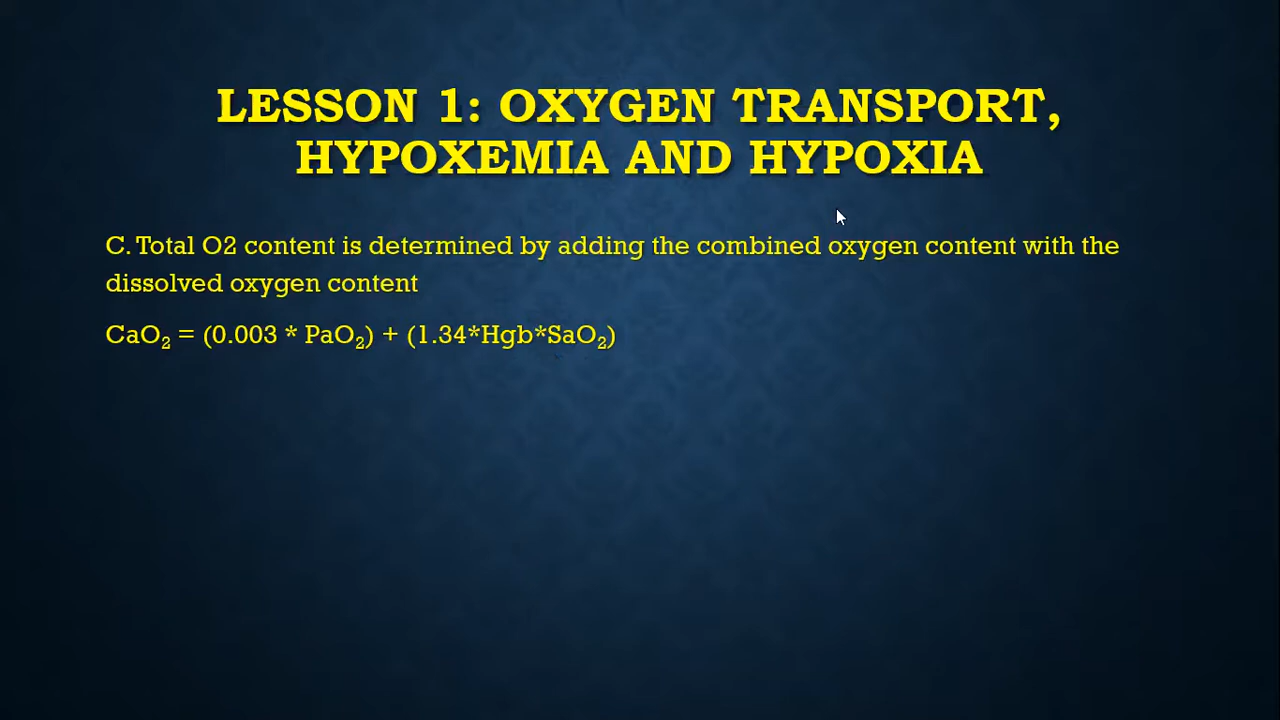 LESSON 1: OXYGEN TRANSPORT,
HYPOXEMIA AND HYPOXIA
C. Total O2 content is determined by adding the combined oxygen content with the
dissolved oxygen content
CaO₂ = (0.003 * PaO₂) + (1.34*Hgb*SaO₂)